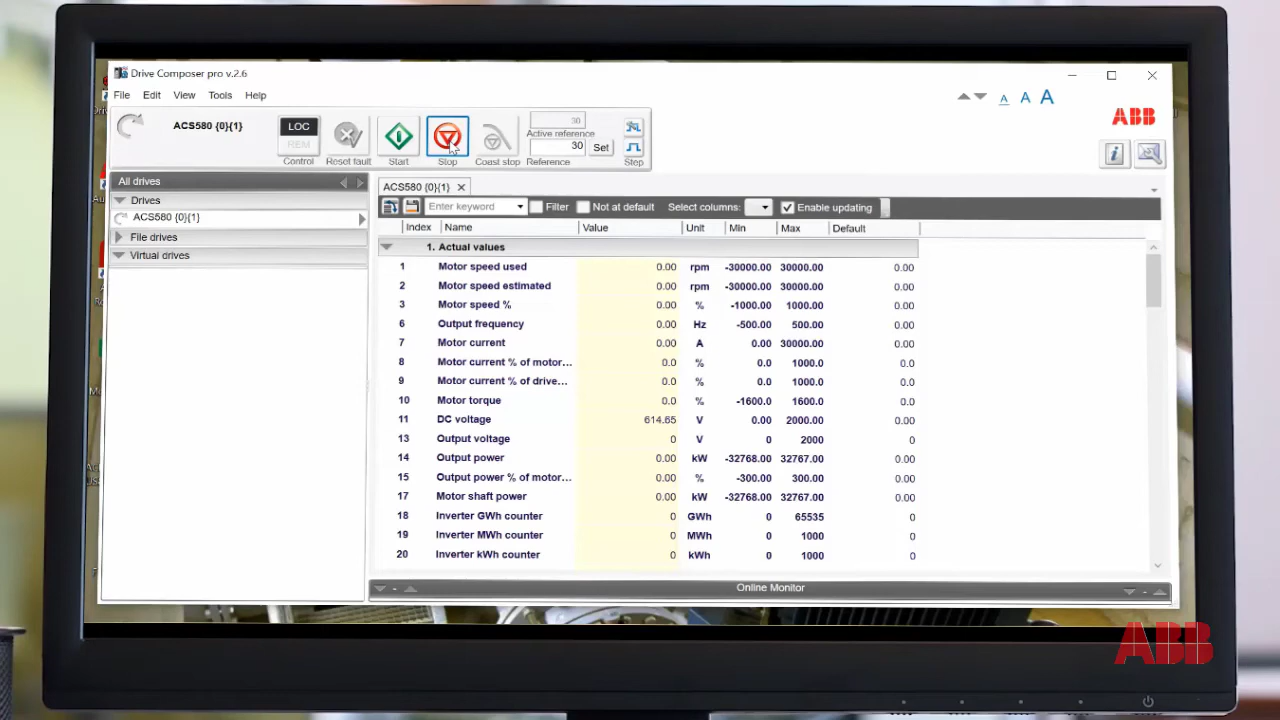 Drive Composer pro v.2.6
File Edit View Tools Help
A A A
ABB
ACS580 {0}{1}
LOC
REM
Control
Reset fault
Start
Stop
Coast stop
30
Active reference
30 Set
Reference
Step
All drives
Drives
ACS580 {0}{1}
File drives
Virtual drives
ACS580 {0}{1}
Enter keyword Filter Not at default Select columns: Enable updating
Index Name Value Unit Min Max Default
1. Actual values
1 Motor speed used 0.00 rpm -30000.00 30000.00 0.00
2 Motor speed estimated 0.00 rpm -30000.00 30000.00 0.00
3 Motor speed % 0.00 % -1000.00 1000.00 0.00
6 Output frequency 0.00 Hz -500.00 500.00 0.00
7 Motor current 0.00 A 0.00 30000.00 0.00
8 Motor current % of motor... 0.0 % 0.0 1000.0 0.0
9 Motor current % of drive... 0.0 % 0.0 1000.0 0.0
10 Motor torque 0.0 % -1600.0 1600.0 0.0
11 DC voltage 614.65 V 0.00 2000.00 0.00
13 Output voltage 0 V 0 2000 0
14 Output power 0.00 kW -32768.00 32767.00 0.00
15 Output power % of motor... 0.00 % -300.00 300.00 0.00
17 Motor shaft power 0.00 kW -32768.00 32767.00 0.00
18 Inverter GWh counter 0 GWh 0 65535 0
19 Inverter MWh counter 0 MWh 0 1000 0
20 Inverter kWh counter 0 kWh 0 1000 0
Online Monitor
ABB